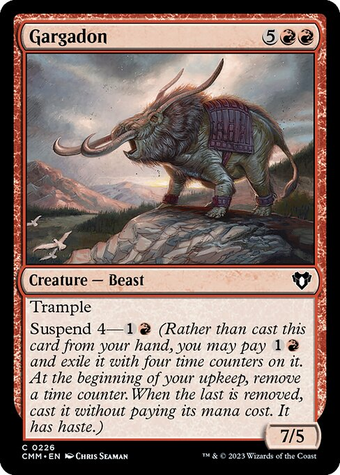 Gargadon 5
Creature — Beast
Trample
Suspend 4—1 (Rather than cast this
card from your hand, you may pay 1
and exile it with four time counters on it.
At the beginning of your upkeep, remove
a time counter. When the last is removed,
cast it without paying its mana cost. It
has haste.)
7/5
C 0226
CMM • EN Chris Seaman
™ & © 2023 Wizards of the Coast